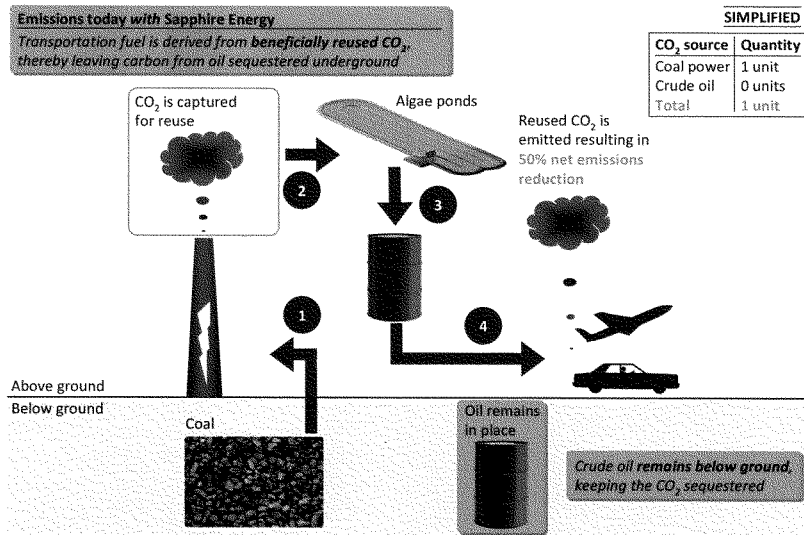 Emissions today with Sapphire Energy
Transportation fuel is derived from beneficially reused CO₂,
thereby leaving carbon from oil sequestered underground
SIMPLIFIED
CO₂ source Quantity
Coal power 1 unit
Crude oil 0 units
Total 1 unit
CO₂ is captured
for reuse
Algae ponds
Reused CO₂ is
emitted resulting in
50% net emissions
reduction
2
3
1
4
Above ground
Below ground
Coal
Oil remains
in place
Crude oil remains below ground,
keeping the CO₂ sequestered